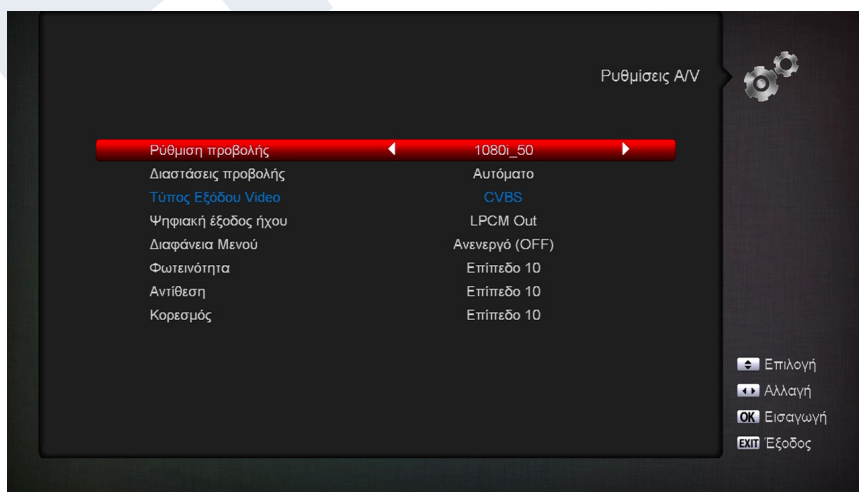 Ρυθμίσεις A/V
Ρύθμιση προβολής 1080i_50
Διαστάσεις προβολής Αυτόματο
Τύπος Εξόδου Video CVBS
Ψηφιακή έξοδος ήχου LPCM Out
Διαφάνεια Μενού Ανενεργό (OFF)
Φωτεινότητα Επίπεδο 10
Αντίθεση Επίπεδο 10
Κορεσμός Επίπεδο 10
Επιλογή
Αλλαγή
OK Εισαγωγή
EXIT Έξοδος